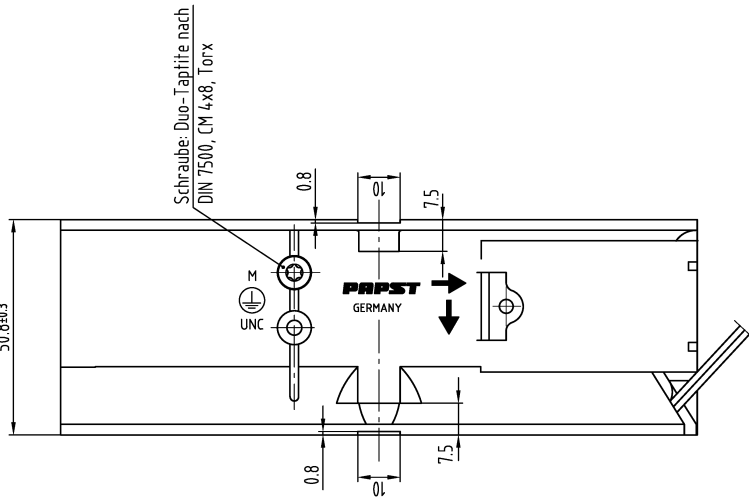 Schraube: Duo-Taptite nach
DIN 7500, CM 4x8, Torx
0.8
10
7.5
50.8±0.3
M
UNC
PAPST
GERMANY
0.8
10
7.5